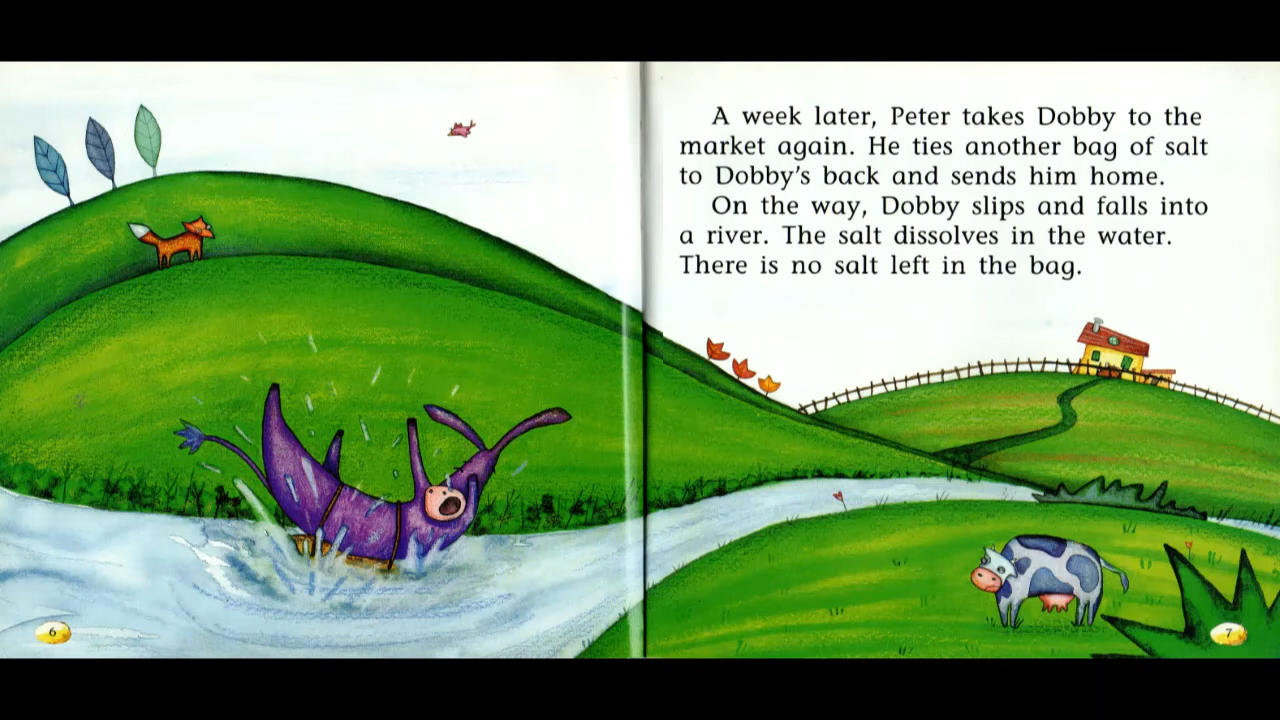 A week later, Peter takes Dobby to the
market again. He ties another bag of salt
to Dobby's back and sends him home.
On the way, Dobby slips and falls into
a river. The salt dissolves in the water.
There is no salt left in the bag.
6
7